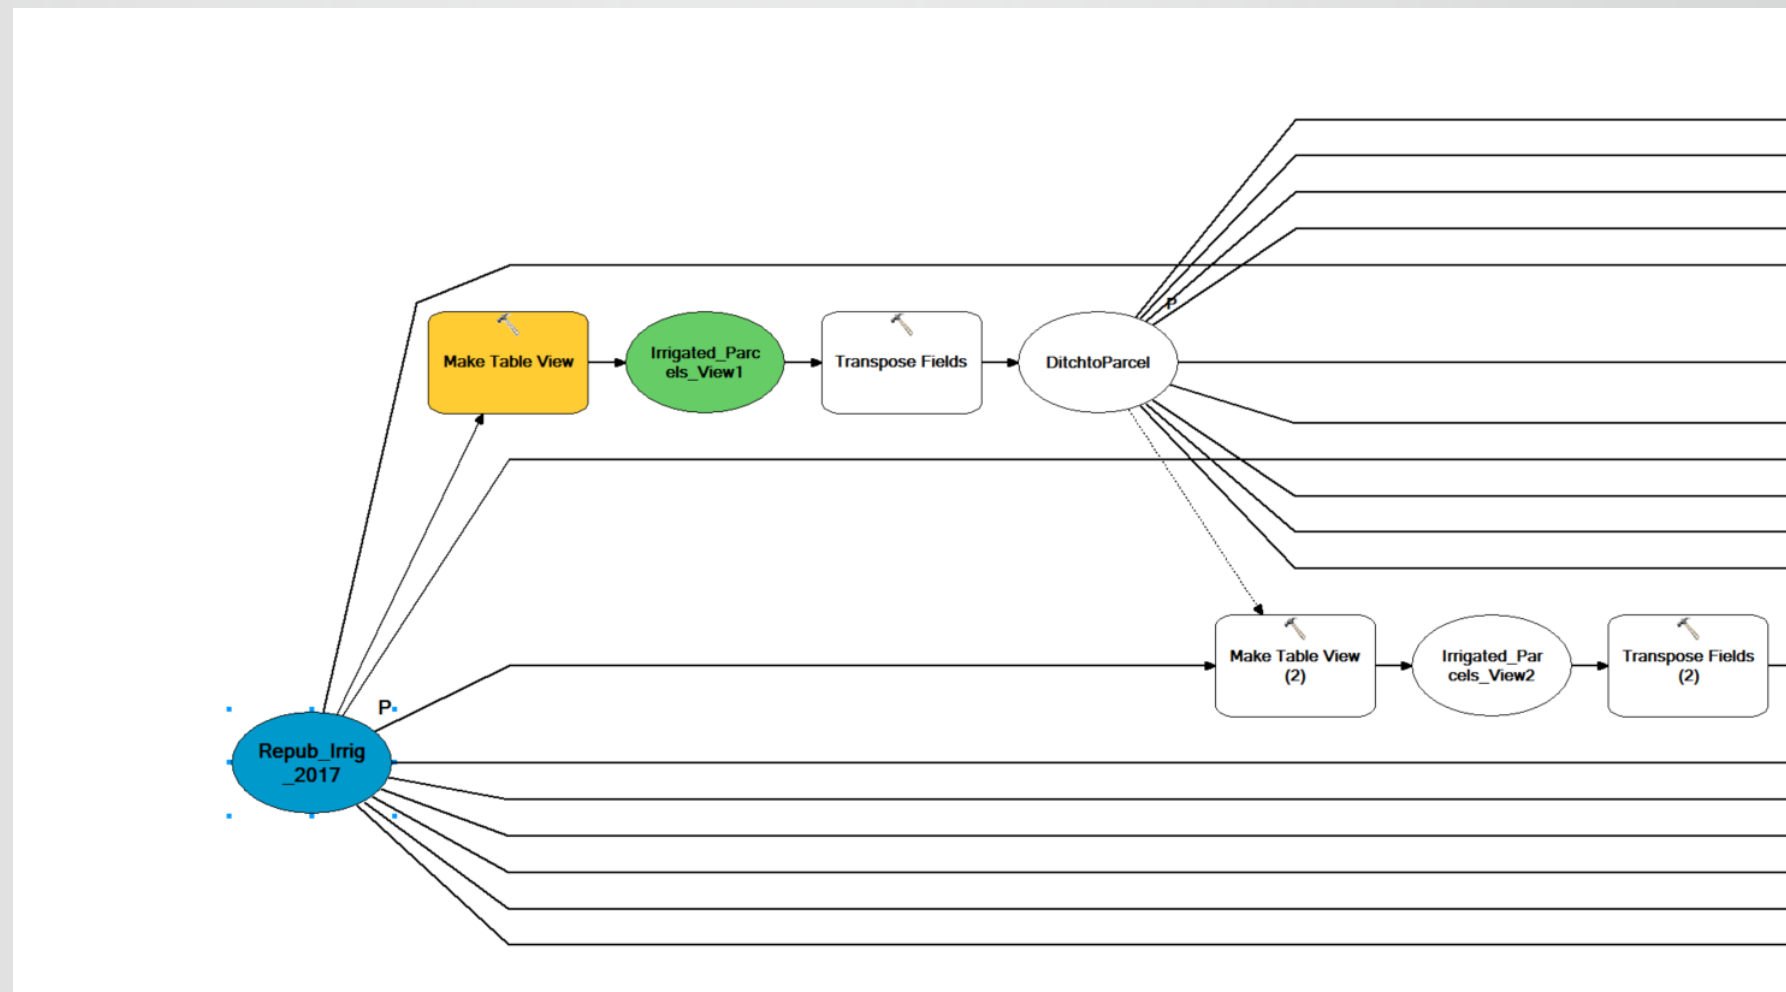 P
Make Table View
Irrigated_Parc
els_View1
Transpose Fields
DitchtoParcel
Make Table View
(2)
Irrigated_Par
cels_View2
Transpose Fields
(2)
P
Repub_Irrig
_2017